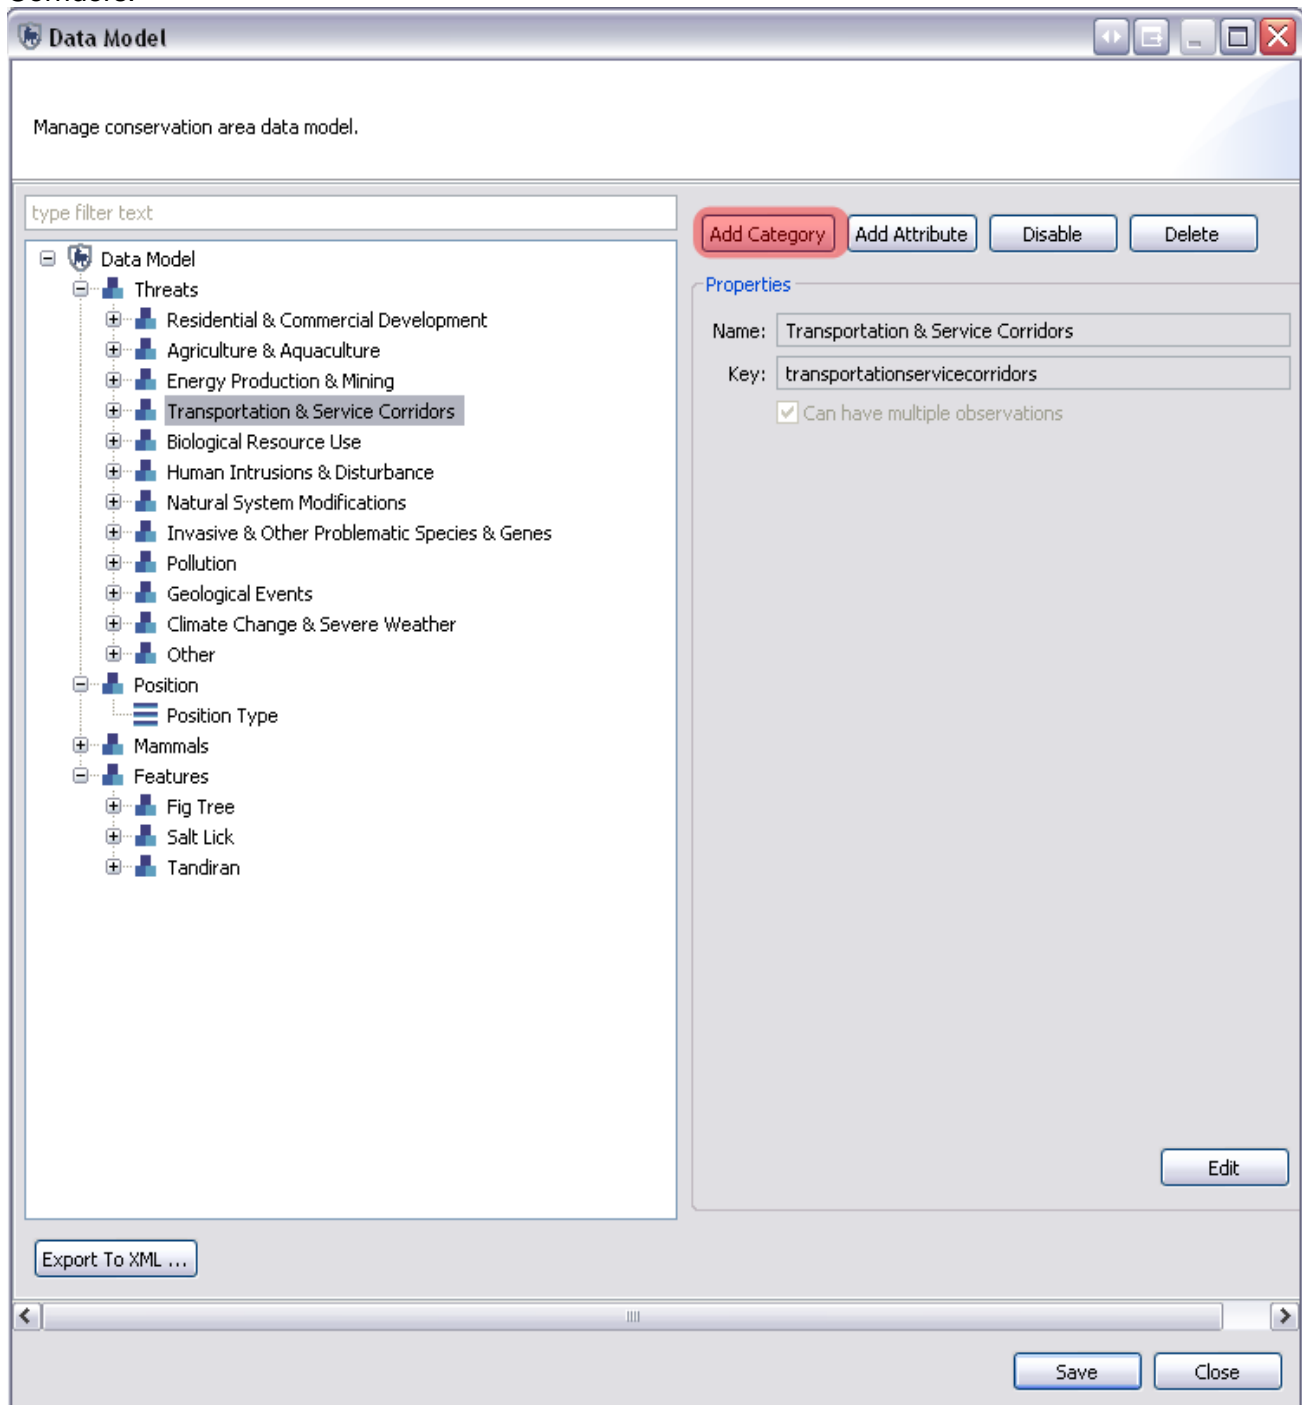 Data Model
Manage conservation area data model.
type filter text
Add Category
Add Attribute
Disable
Delete
Data Model
Threats
Residential & Commercial Development
Agriculture & Aquaculture
Energy Production & Mining
Transportation & Service Corridors
Biological Resource Use
Human Intrusions & Disturbance
Natural System Modifications
Invasive & Other Problematic Species & Genes
Pollution
Geological Events
Climate Change & Severe Weather
Other
Position
Position Type
Mammals
Features
Fig Tree
Salt Lick
Tandiran
Properties
Name: Transportation & Service Corridors
Key: transportationservicecorridors
Can have multiple observations
Edit
Export To XML ...
Save
Close